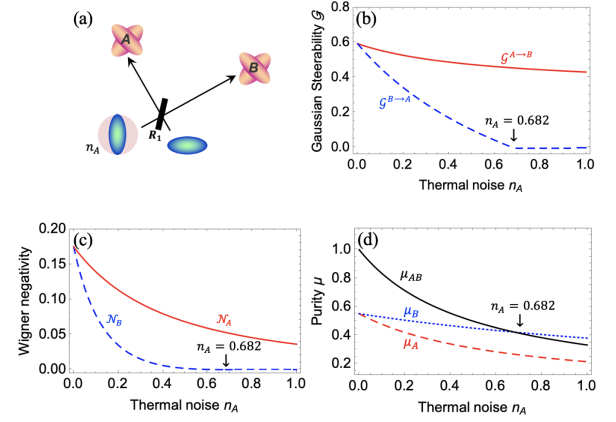 (a)
A
B
n_A
R_1
(b)
Gaussian Steerability 𝒢
0.8
0.6
0.4
0.2
0.0
𝒢^{A→B}
𝒢^{B→A}
n_A = 0.682
0.0 0.2 0.4 0.6 0.8 1.0
Thermal noise n_A
(c)
Wigner negativity
0.20
0.15
0.10
0.05
0.00
𝒩_B
𝒩_A
n_A = 0.682
0.0 0.2 0.4 0.6 0.8 1.0
Thermal noise n_A
(d)
Purity μ
1.0
0.8
0.6
0.4
0.2
μ_{AB}
μ_B
μ_A
n_A = 0.682
0.0 0.2 0.4 0.6 0.8 1.0
Thermal noise n_A